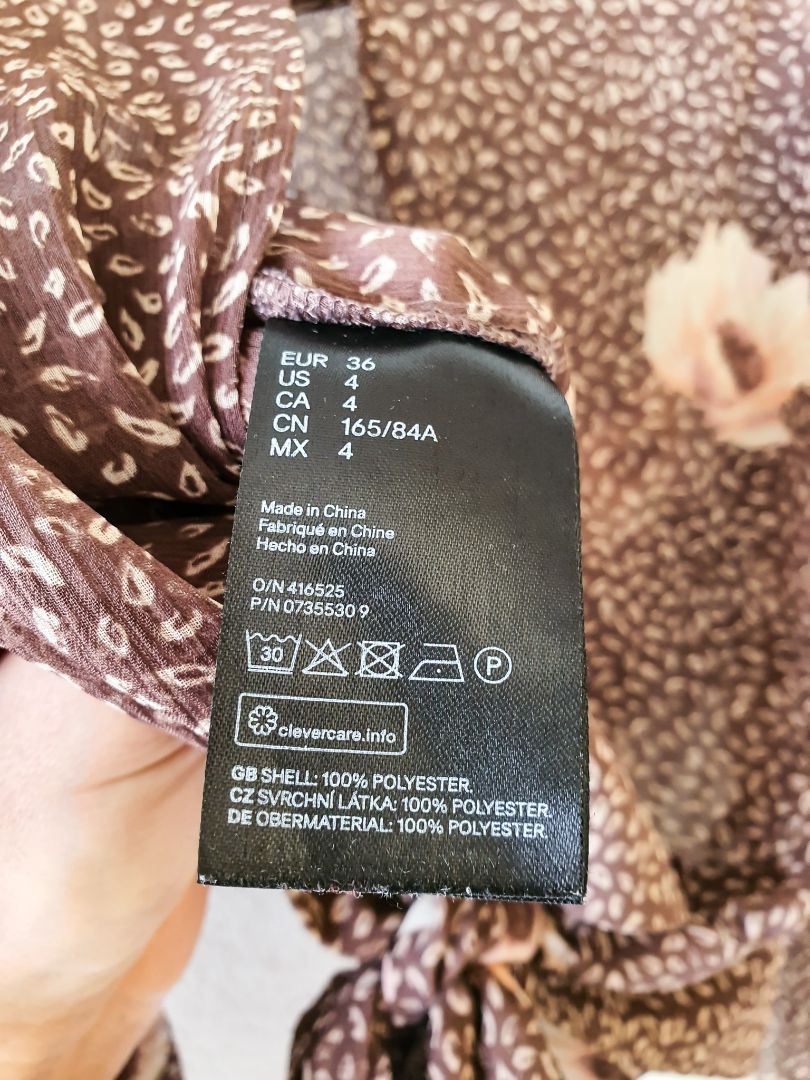 EUR 36
US 4
CA 4
CN 165/84A
MX 4
Made in China
Fabriqué en Chine
Hecho en China
O/N 416525
P/N 0735530 9
30 P
clevercare.info
GB SHELL: 100% POLYESTER.
CZ SVRCHNÍ LÁTKA: 100% POLYESTER.
DE OBERMATERIAL: 100% POLYESTER.